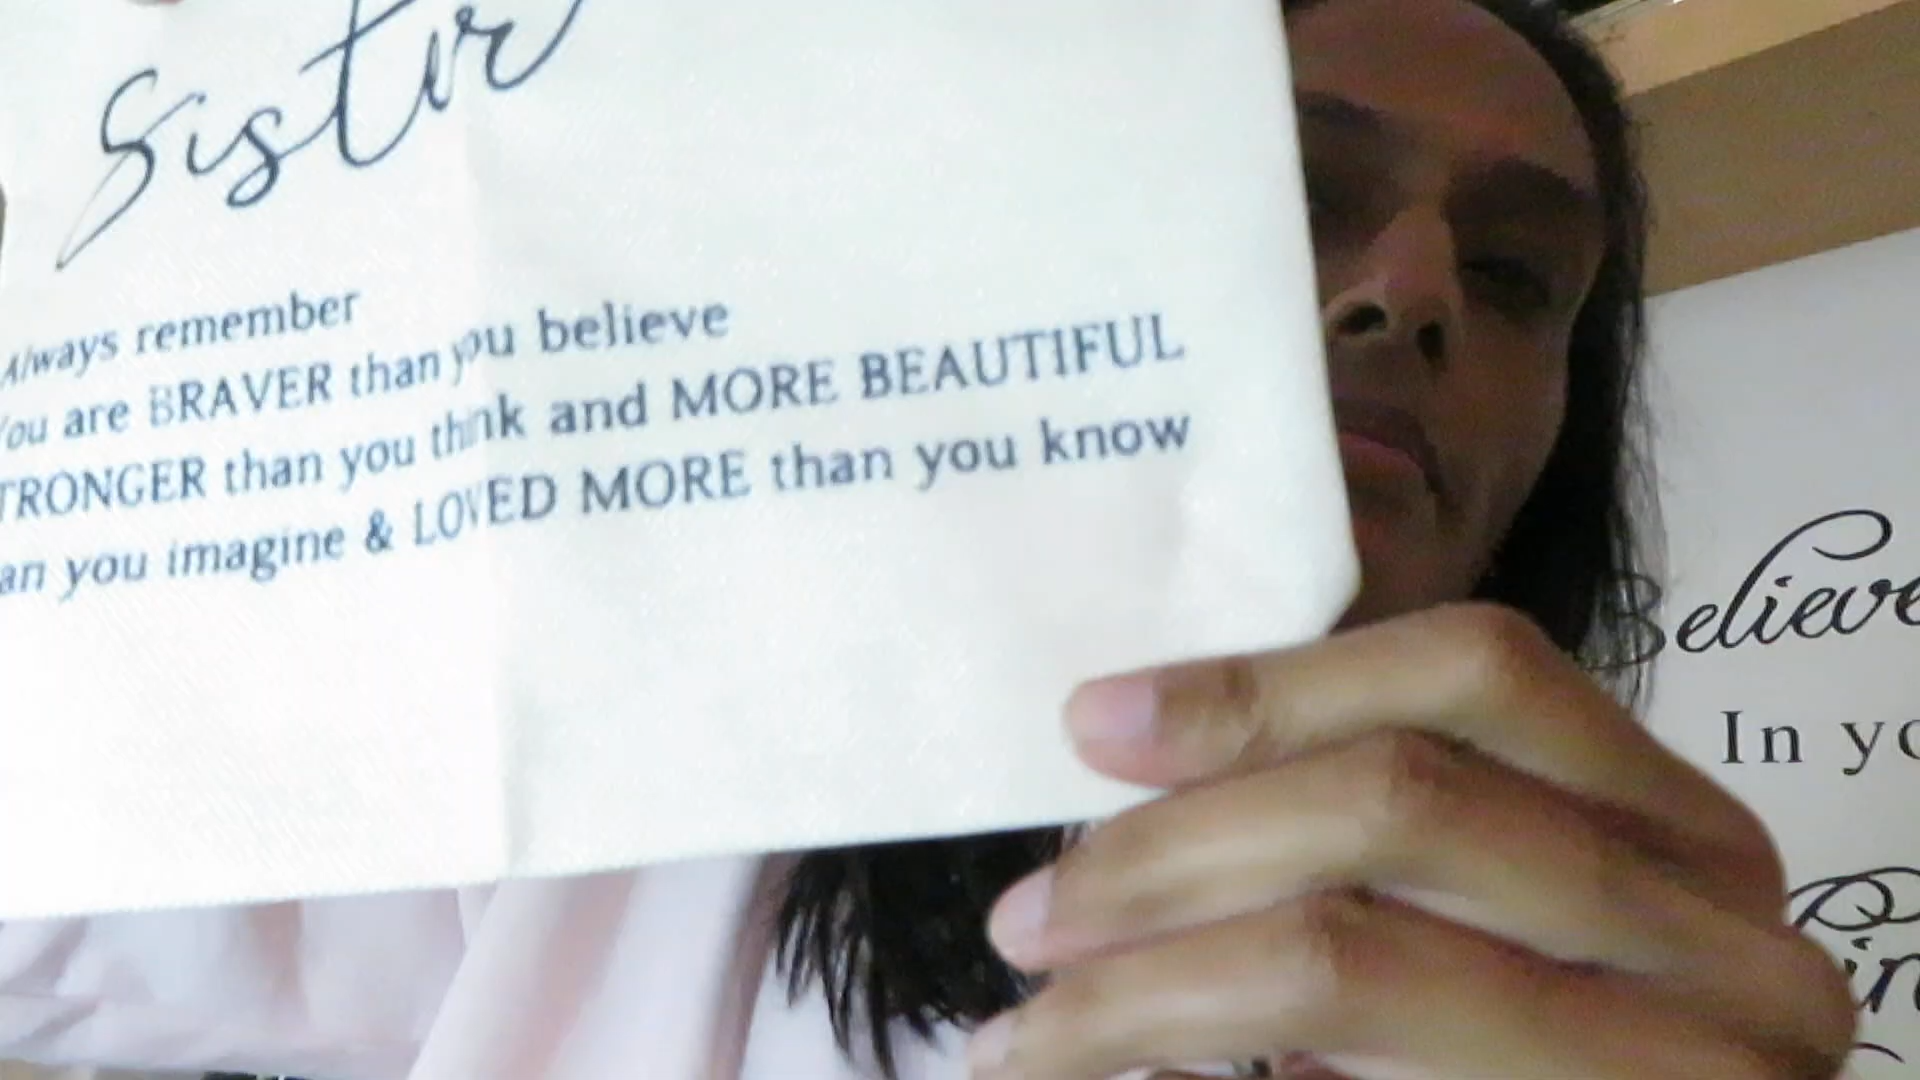 Sister
Always remember
You are BRAVER than you believe
TRONGER than you think and MORE BEAUTIFUL
an you imagine & LOVED MORE than you know
Believe
In yo